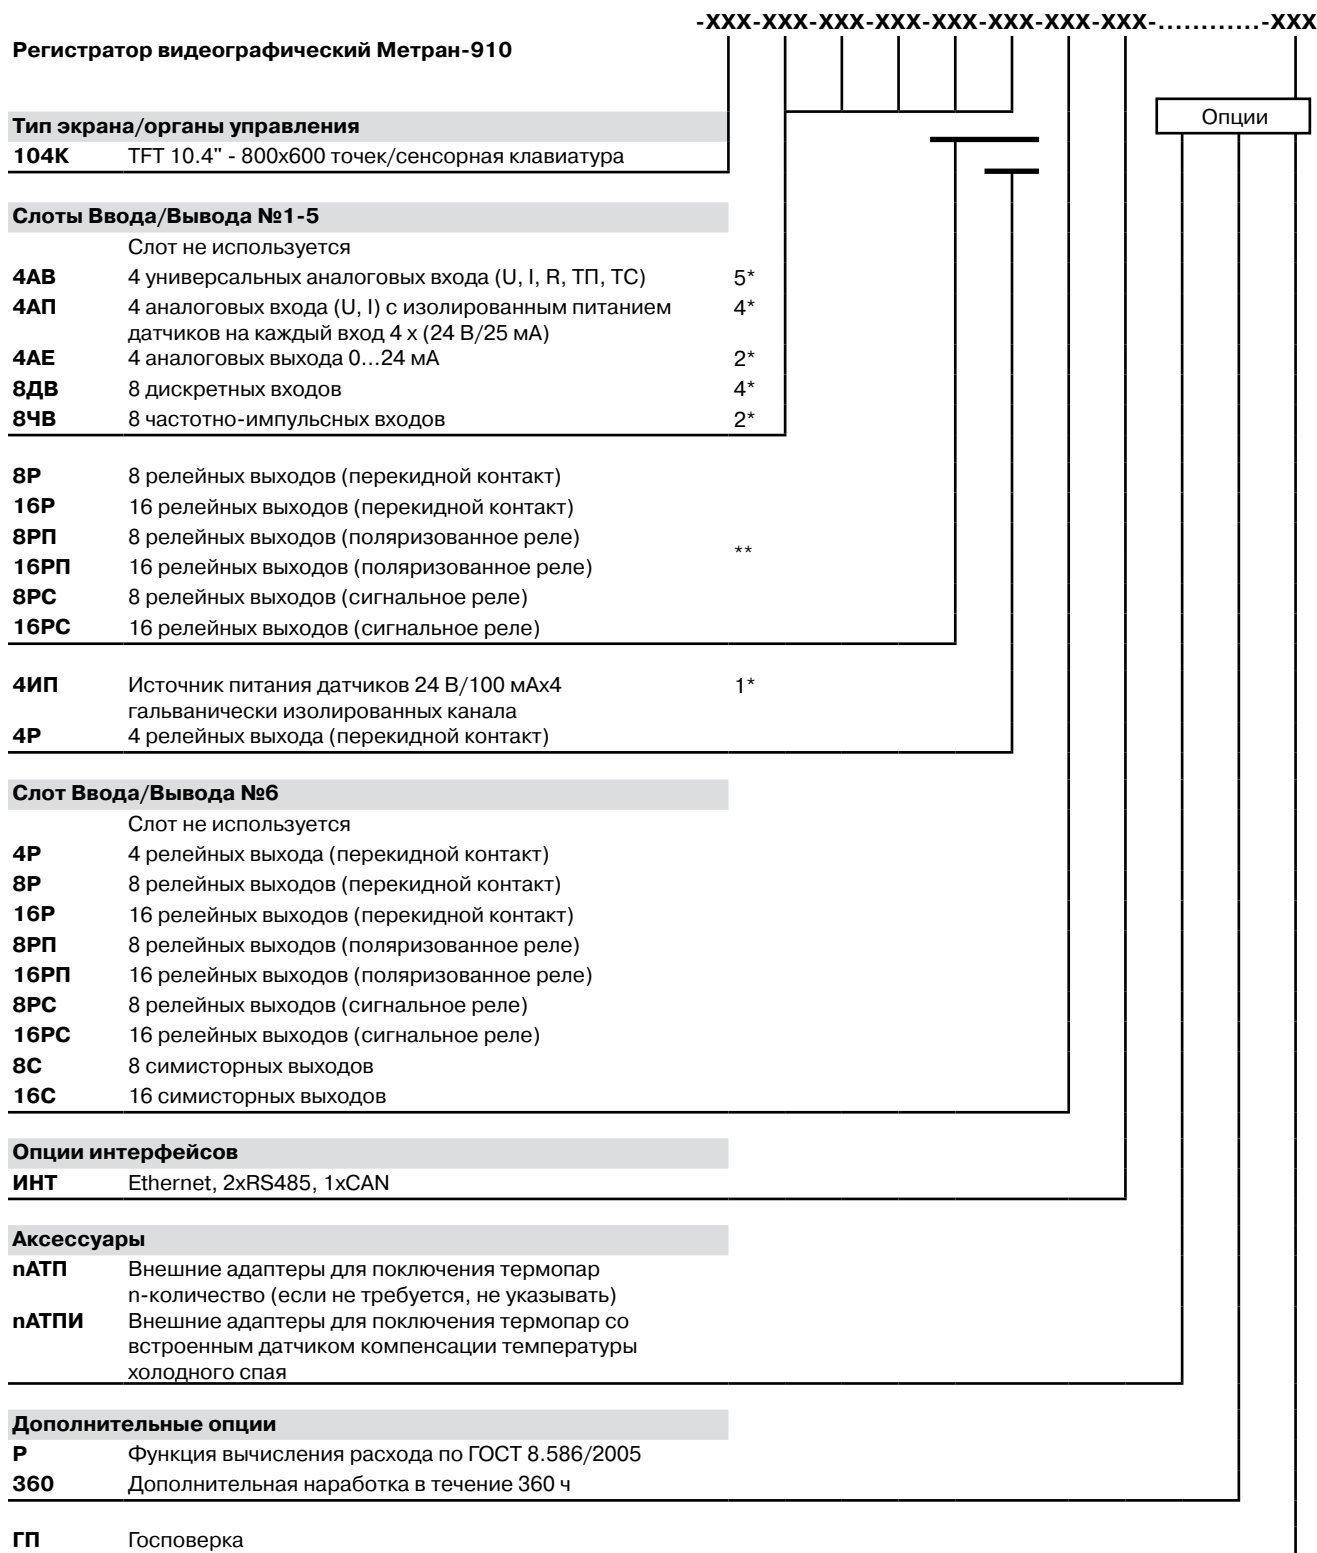 -XXX-XXX-XXX-XXX-XXX-XXX-XXX-XXX-............-XXX
Регистратор видеографический Метран-910
Опции
Тип экрана/органы управления
104К TFT 10.4" - 800x600 точек/сенсорная клавиатура
Слоты Ввода/Вывода №1-5
Слот не используется
4АВ 4 универсальных аналоговых входа (U, I, R, ТП, ТС) 5*
4АП 4 аналоговых входа (U, I) с изолированным питанием 4*
датчиков на каждый вход 4 х (24 В/25 мА)
4АЕ 4 аналоговых выхода 0...24 мА 2*
8ДВ 8 дискретных входов 4*
8ЧВ 8 частотно-импульсных входов 2*
8Р 8 релейных выходов (перекидной контакт)
16Р 16 релейных выходов (перекидной контакт)
8РП 8 релейных выходов (поляризованное реле)
**
16РП 16 релейных выходов (поляризованное реле)
8РС 8 релейных выходов (сигнальное реле)
16РС 16 релейных выходов (сигнальное реле)
4ИП Источник питания датчиков 24 В/100 мАх4 1*
гальванически изолированных канала
4Р 4 релейных выхода (перекидной контакт)
Слот Ввода/Вывода №6
Слот не используется
4Р 4 релейных выхода (перекидной контакт)
8Р 8 релейных выходов (перекидной контакт)
16Р 16 релейных выходов (перекидной контакт)
8РП 8 релейных выходов (поляризованное реле)
16РП 16 релейных выходов (поляризованное реле)
8РС 8 релейных выходов (сигнальное реле)
16РС 16 релейных выходов (сигнальное реле)
8С 8 симисторных выходов
16С 16 симисторных выходов
Опции интерфейсов
ИНТ Ethernet, 2xRS485, 1xCAN
Аксессуары
nАТП Внешние адаптеры для поключения термопар
n-количество (если не требуется, не указывать)
nАТПИ Внешние адаптеры для поключения термопар со
встроенным датчиком компенсации температуры
холодного спая
Дополнительные опции
Р Функция вычисления расхода по ГОСТ 8.586/2005
360 Дополнительная наработка в течение 360 ч
ГП Госповерка